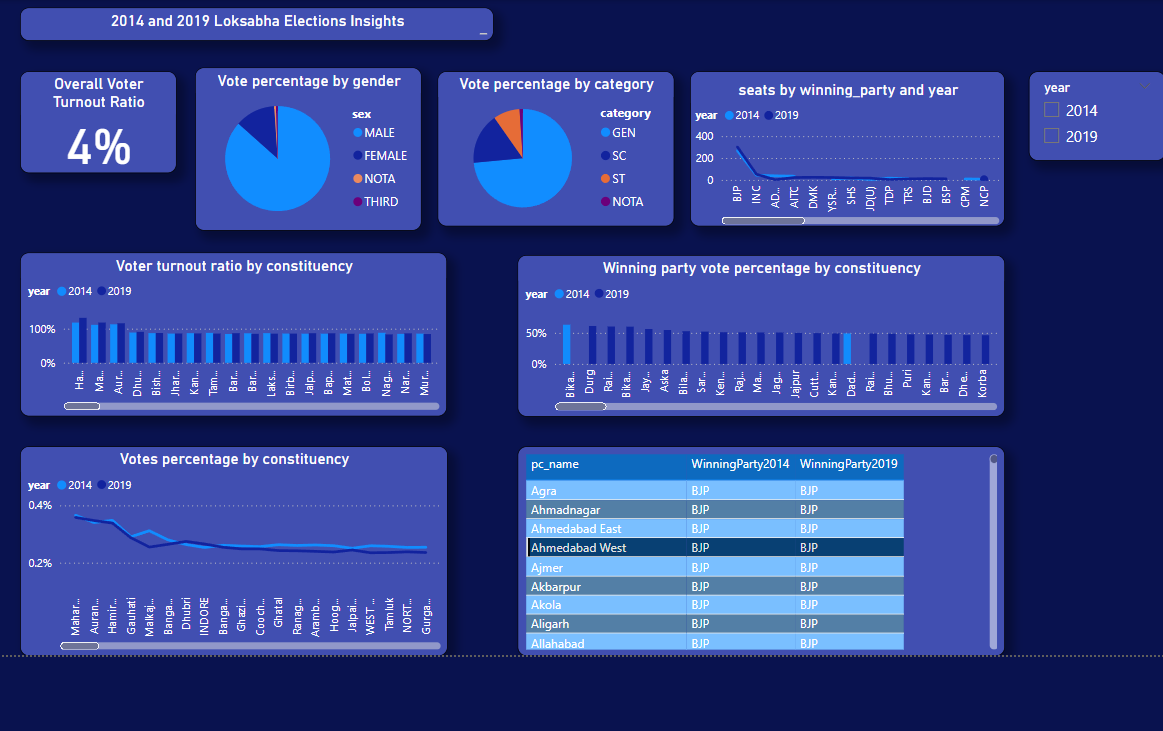 2014 and 2019 Loksabha Elections Insights
Overall Voter
Turnout Ratio
4%
Vote percentage by gender
sex
MALE
FEMALE
NOTA
THIRD
Vote percentage by category
category
GEN
SC
ST
NOTA
seats by winning_party and year
year 2014 2019
400
200
0
BJP
INC
AD...
AITC
DMK
YSR...
SHS
JD(U)
TDP
TRS
BJD
BSP
CPM
NCP
year
2014
2019
Voter turnout ratio by constituency
year 2014 2019
100%
0%
Ha...
Ma...
Aur...
Dhu...
Bish...
Jhar...
Kan...
Tam...
Bar...
Bar...
Laks...
Birb...
Jalp...
Bap...
Mat...
Bol...
Nag...
Nar...
Mur...
Winning party vote percentage by constituency
year 2014 2019
50%
0%
Bika...
Durg
Rai...
Bika...
Jay...
Aska
Bila...
Sar...
Ken...
Raj...
Ma...
Jag...
Jajpur
Cutt...
Kan...
Dad...
Rai...
Bhu...
Puri
Kan...
Bar...
Dhe...
Korba
Votes percentage by constituency
year 2014 2019
0.4%
0.2%
Mahar...
Auran...
Hamir...
Gauhati
Malkaj...
Banga...
Dhubri
INDORE
Banga...
Ghazi...
Cooch...
Ghatal
Ranag...
Aramb...
Hoog...
Jalpai...
WEST ...
Tamluk
NORT...
Gurga...
pc_name WinningParty2014 WinningParty2019
Agra BJP BJP
Ahmadnagar BJP BJP
Ahmedabad East BJP BJP
Ahmedabad West BJP BJP
Ajmer BJP BJP
Akbarpur BJP BJP
Akola BJP BJP
Aligarh BJP BJP
Allahabad BJP BJP